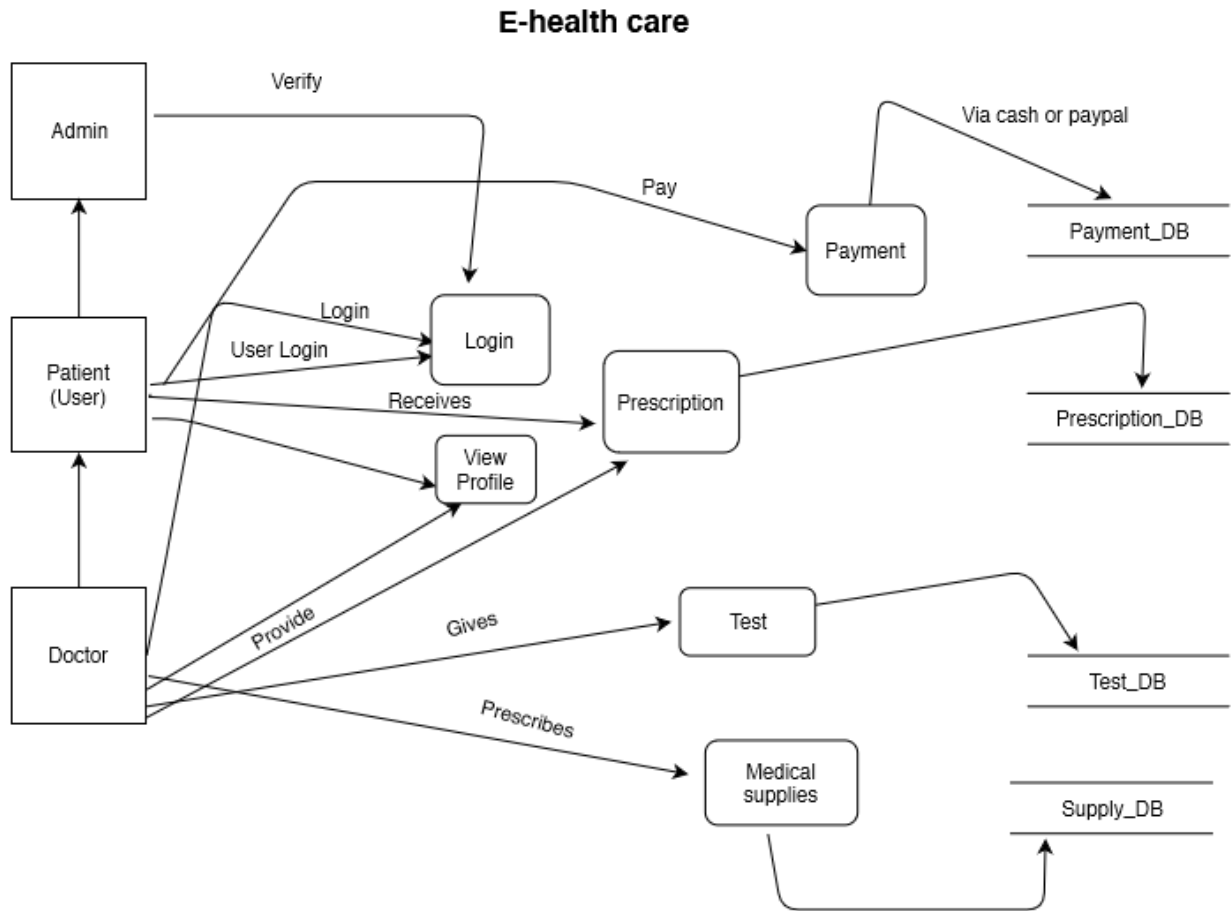 E-health care
Verify
Admin
Via cash or paypal
Pay
Payment
Payment_DB
Login
Login
User Login
Patient
(User)
Receives
Prescription
Prescription_DB
View
Profile
Doctor
Provide
Gives
Test
Test_DB
Prescribes
Medical
supplies
Supply_DB